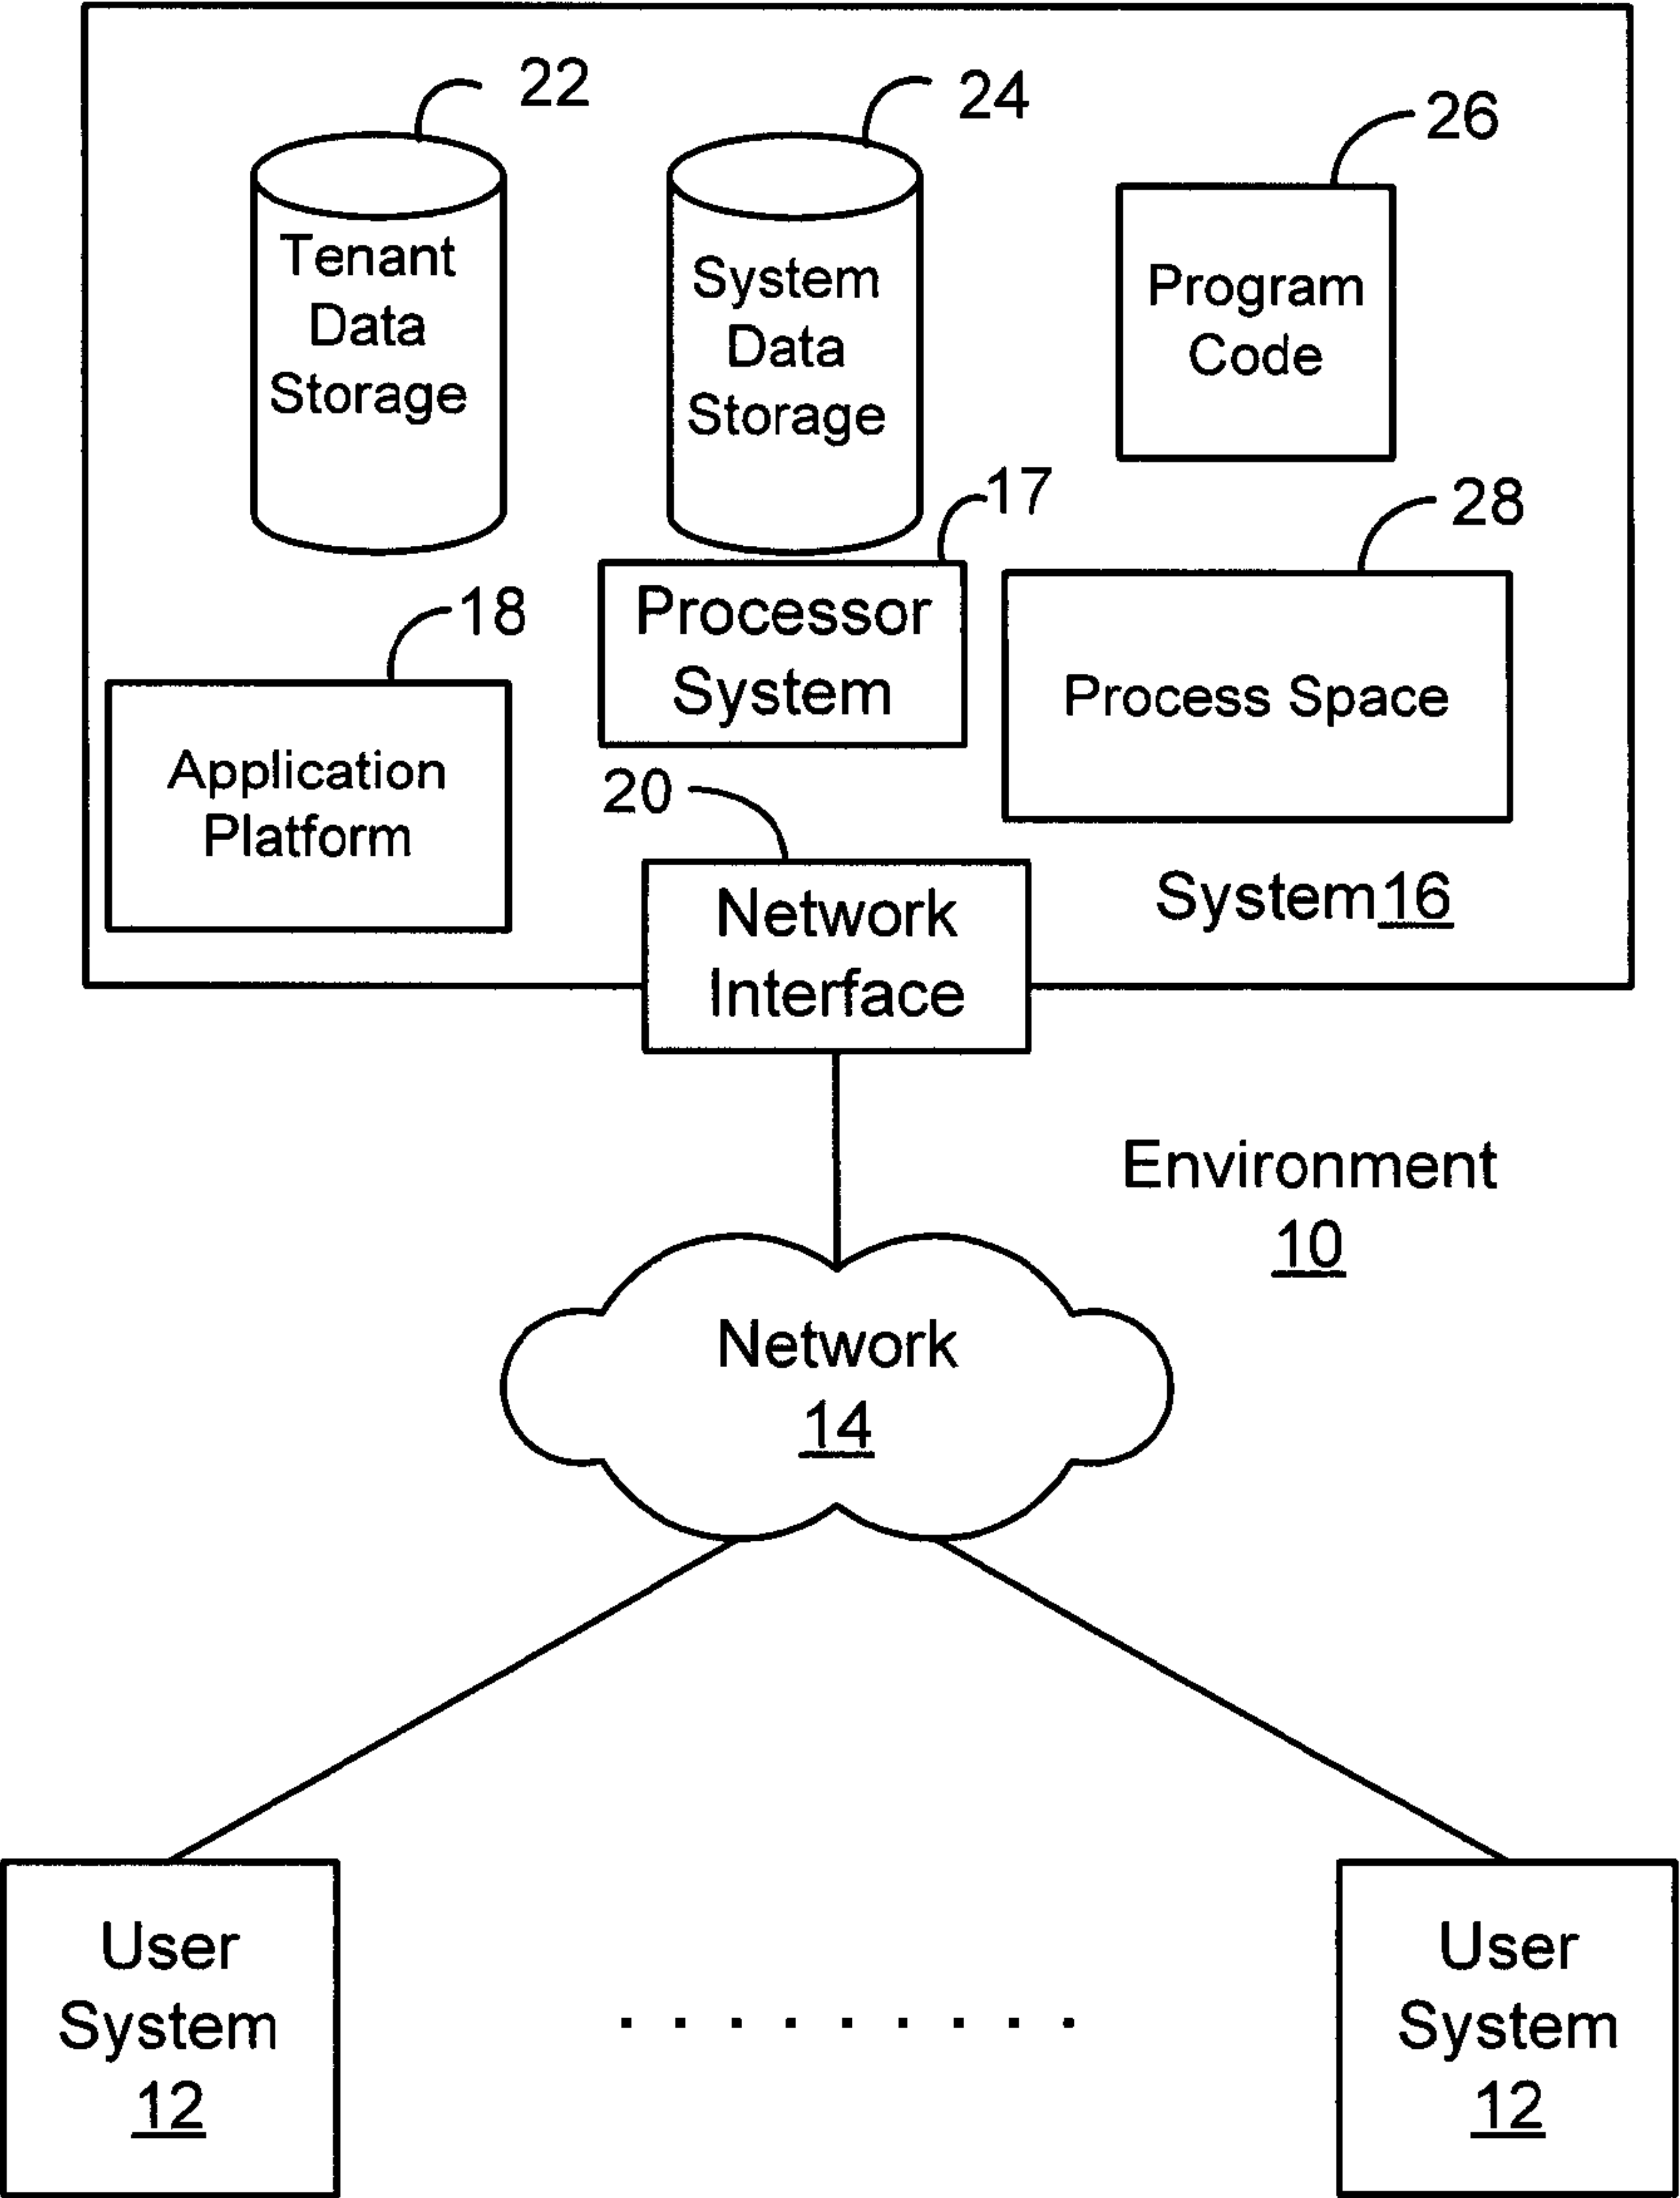 22
24
26
Tenant
Data
Storage
System
Data
Storage
Program
Code
17
28
18
Processor
System
Process Space
Application
Platform
20
System16
Network
Interface
Environment
10
Network
14
User
System
12
User
System
12